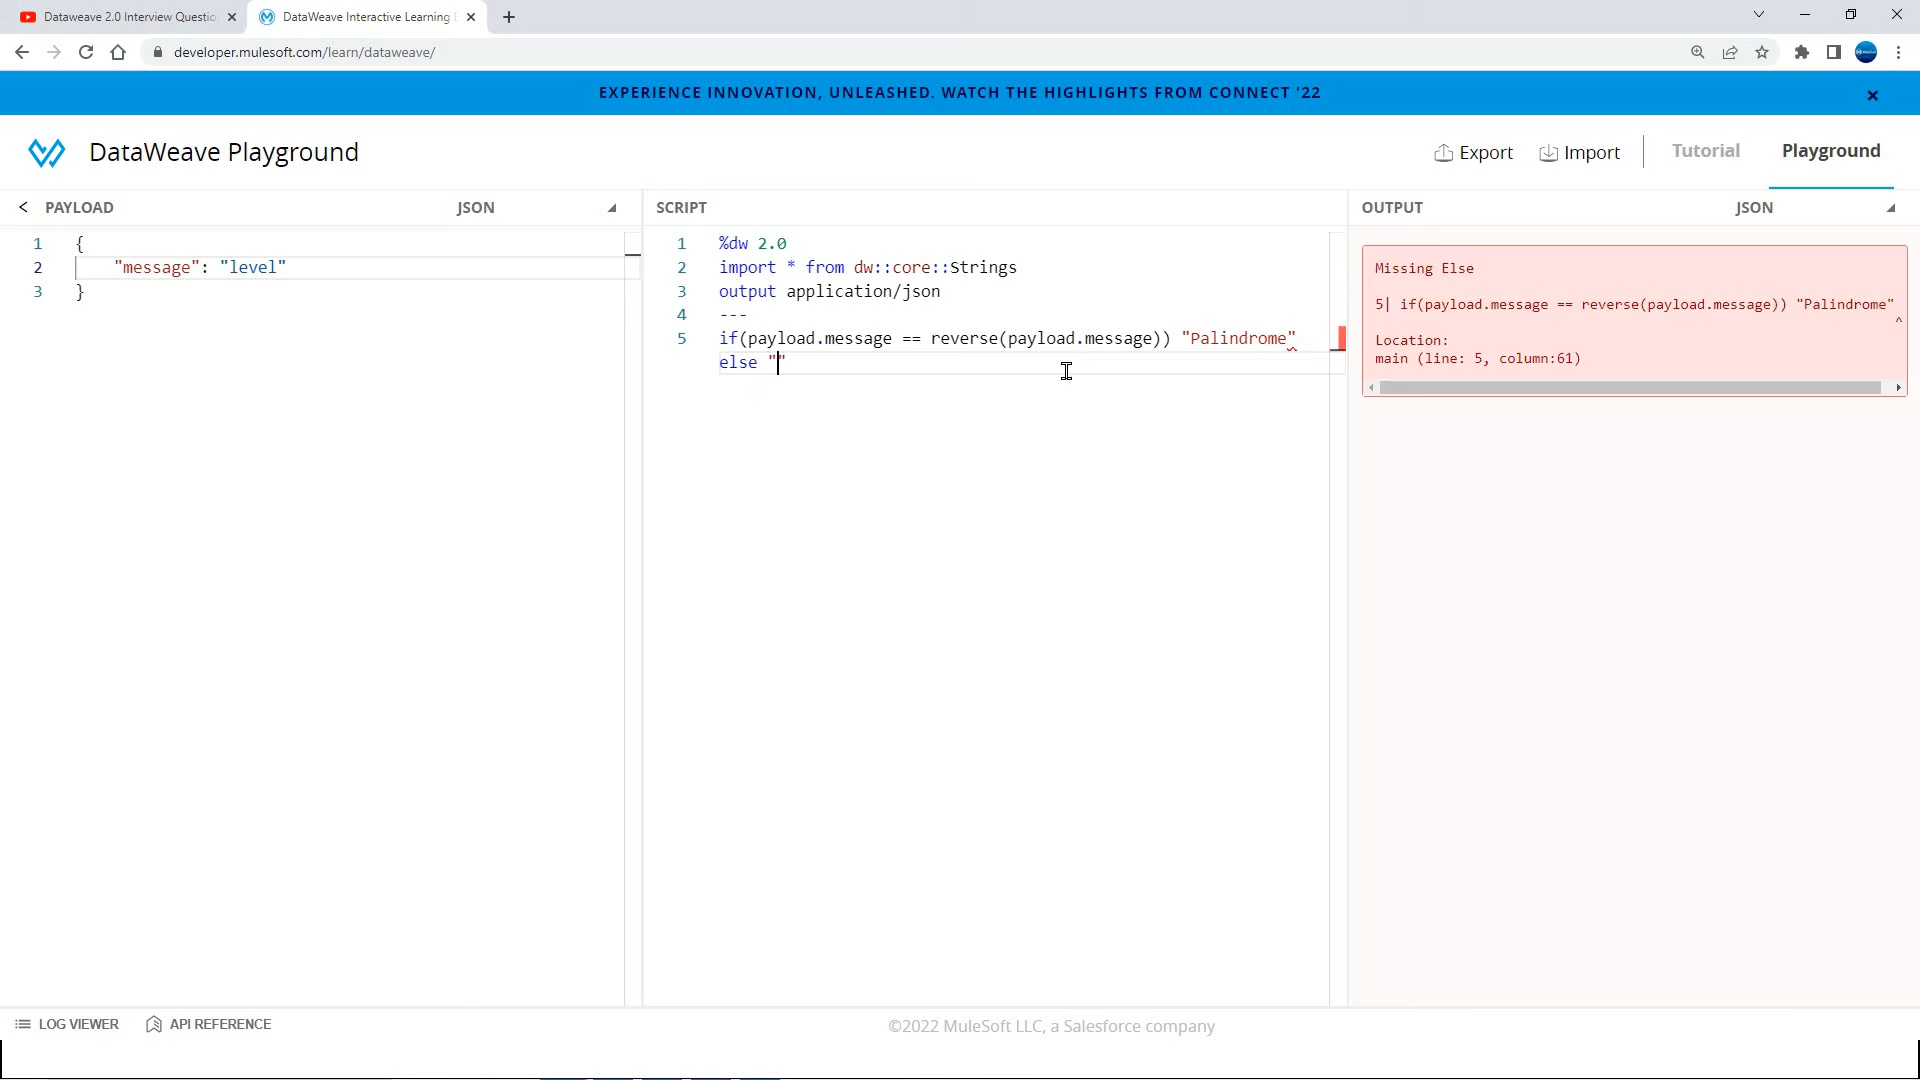 Dataweave 2.0 Interview Questio
DataWeave Interactive Learning
developer.mulesoft.com/learn/dataweave/
EXPERIENCE INNOVATION, UNLEASHED. WATCH THE HIGHLIGHTS FROM CONNECT '22
DataWeave Playground
Export
Import
Tutorial
Playground
PAYLOAD
JSON
1 {
2 "message": "level"
3 }
SCRIPT
1 %dw 2.0
2 import * from dw::core::Strings
3 output application/json
4 ---
5 if(payload.message == reverse(payload.message)) "Palindrome"
else ""
OUTPUT
JSON
Missing Else
5| if(payload.message == reverse(payload.message)) "Palindrome"
^
Location:
main (line: 5, column:61)
LOG VIEWER
API REFERENCE
©2022 MuleSoft LLC, a Salesforce company